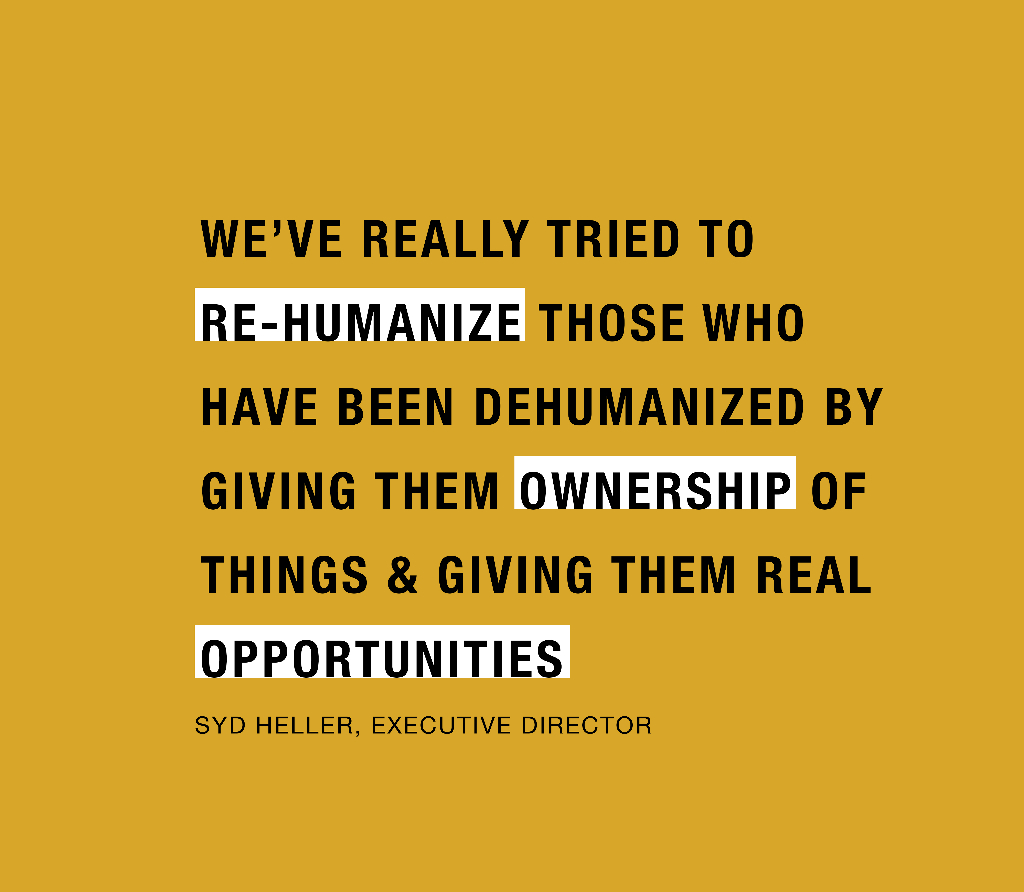 WE’VE REALLY TRIED TO
RE-HUMANIZE THOSE WHO
HAVE BEEN DEHUMANIZED BY
GIVING THEM OWNERSHIP OF
THINGS & GIVING THEM REAL
OPPORTUNITIES
SYD HELLER, EXECUTIVE DIRECTOR